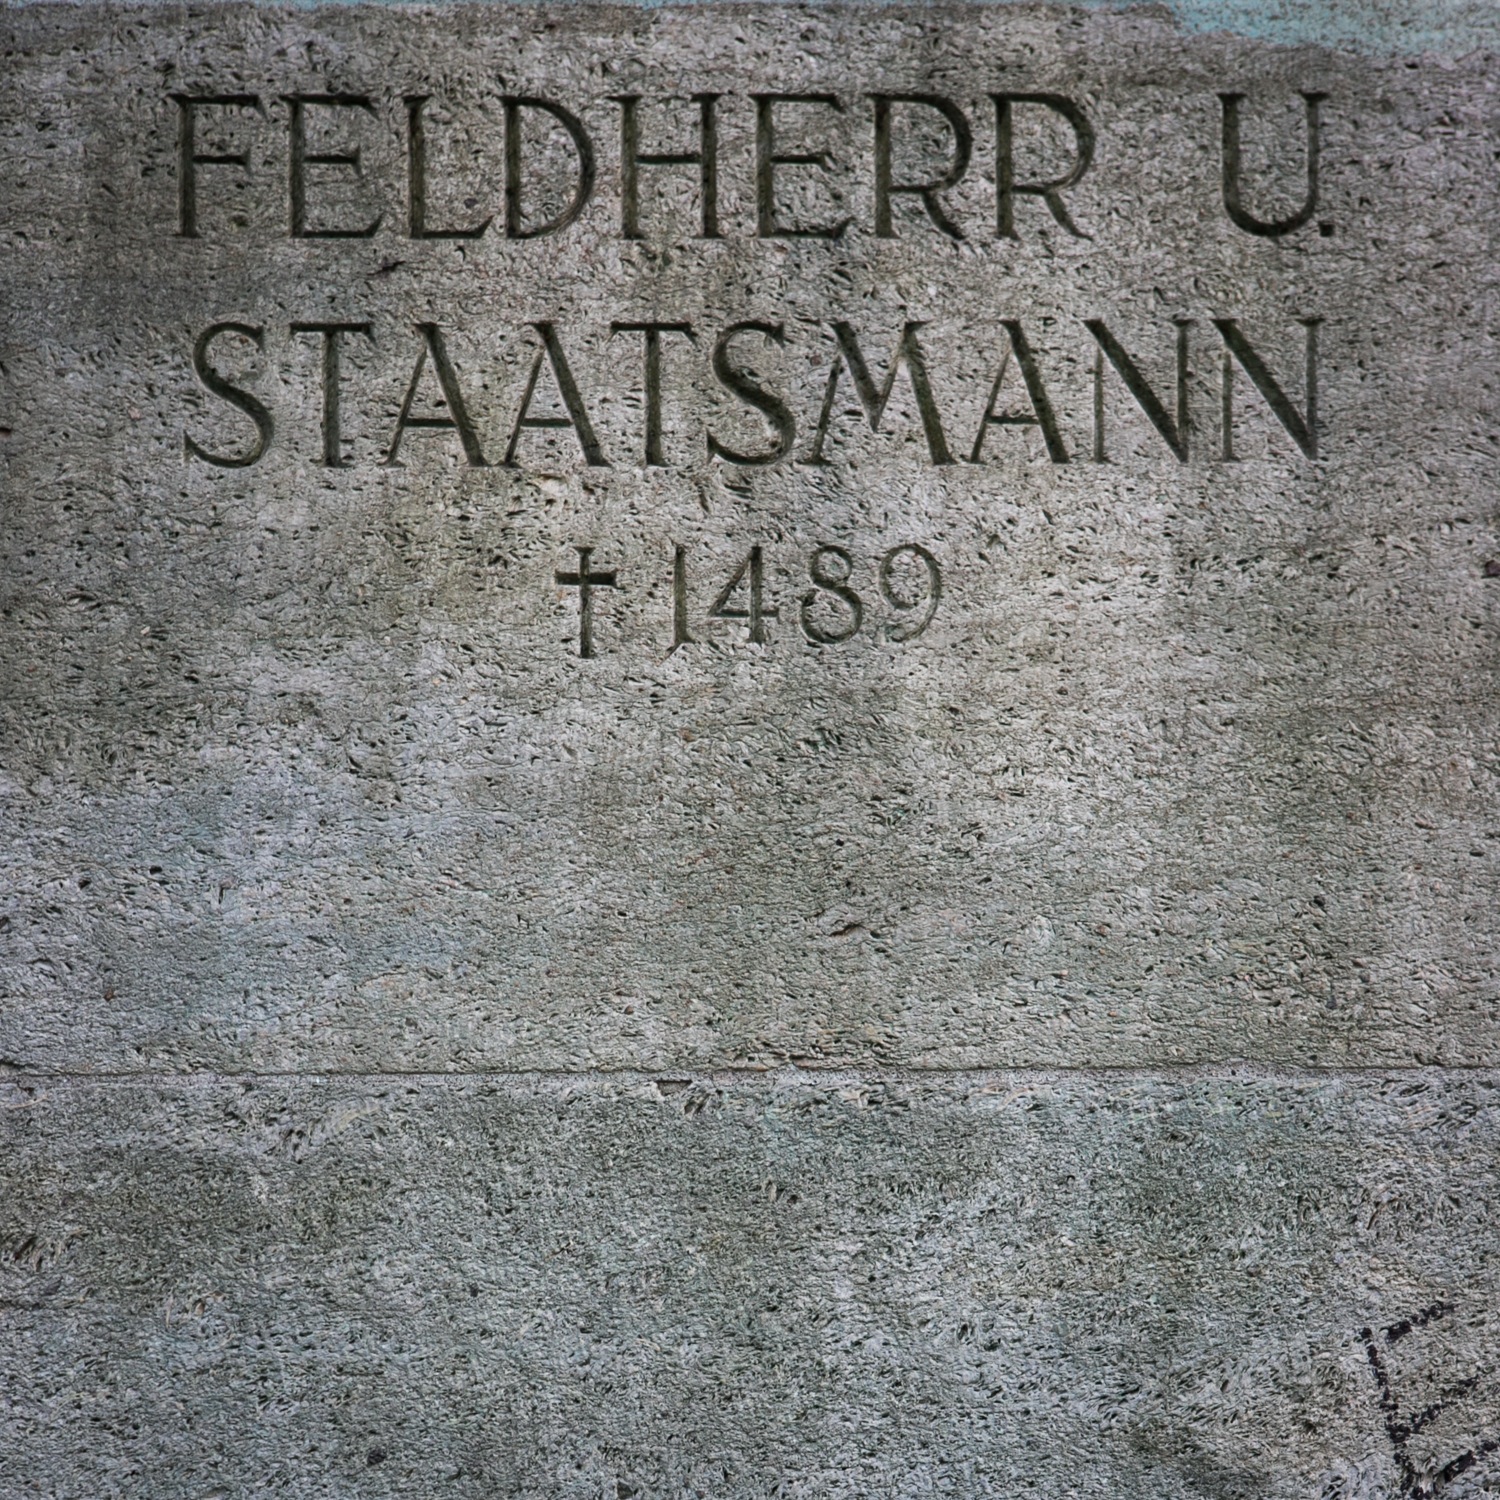 FELDHERR U.
STAATSMANN
† 1489